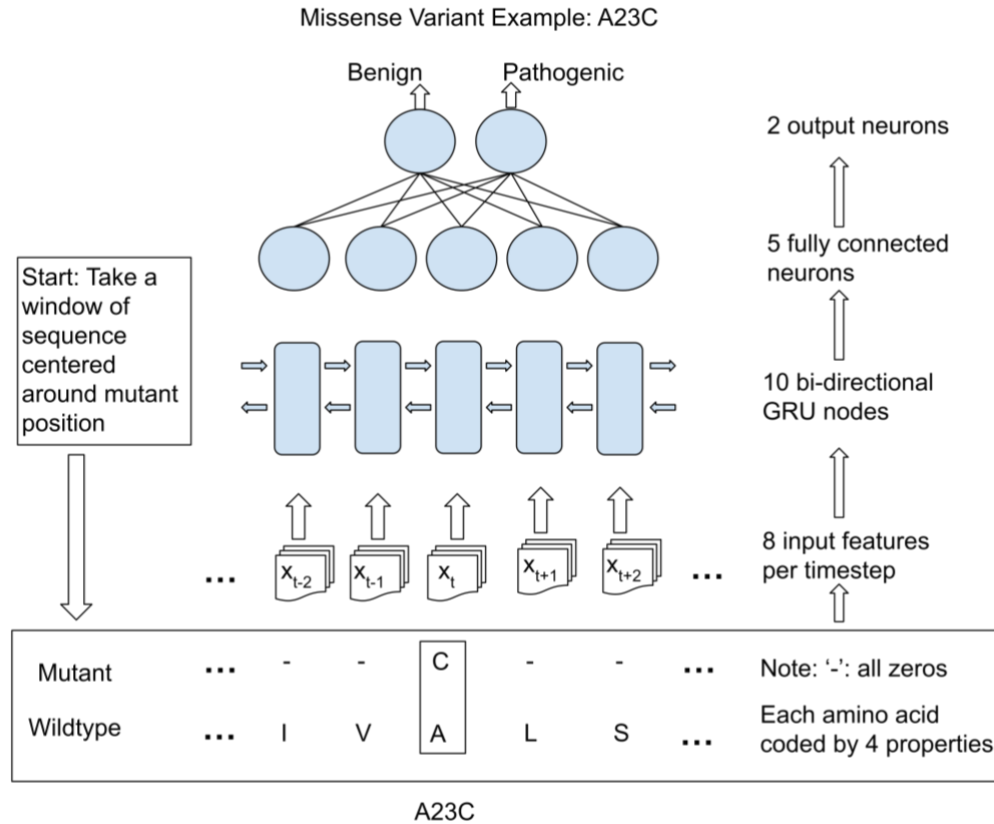 Missense Variant Example: A23C
Benign Pathogenic
2 output neurons
5 fully connected
neurons
Start: Take a
window of
sequence
centered
around mutant
position
10 bi-directional
GRU nodes
8 input features
per timestep
... x_{t-2} x_{t-1} x_t x_{t+1} x_{t+2} ...
Mutant ... - - C - - ... Note: ‘-’: all zeros
Wildtype ... I V A L S ... Each amino acid
coded by 4 properties
A23C